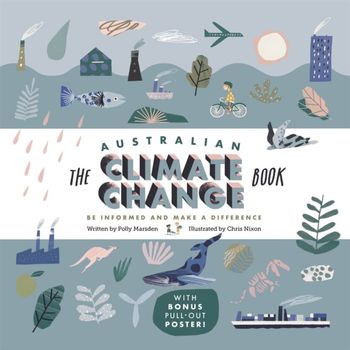 AUSTRALIAN
THE CLIMATE CHANGE BOOK
BE INFORMED AND MAKE A DIFFERENCE
Written by Polly Marsden Illustrated by Chris Nixon
WITH
BONUS
PULL-OUT
POSTER!